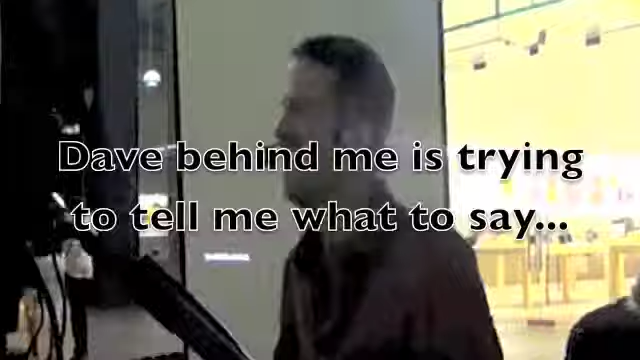 Dave behind me is trying
to tell me what to say...